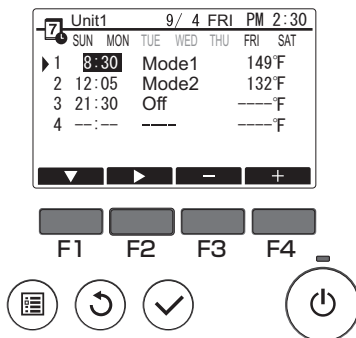 7 Unit1 9/ 4 FRI PM 2:30
SUN MON TUE WED THU FRI SAT
1 8:30 Mode1 149°F
2 12:05 Mode2 132°F
3 21:30 Off ----°F
4 --:-- ---- ----°F
− +
F1 F2 F3 F4